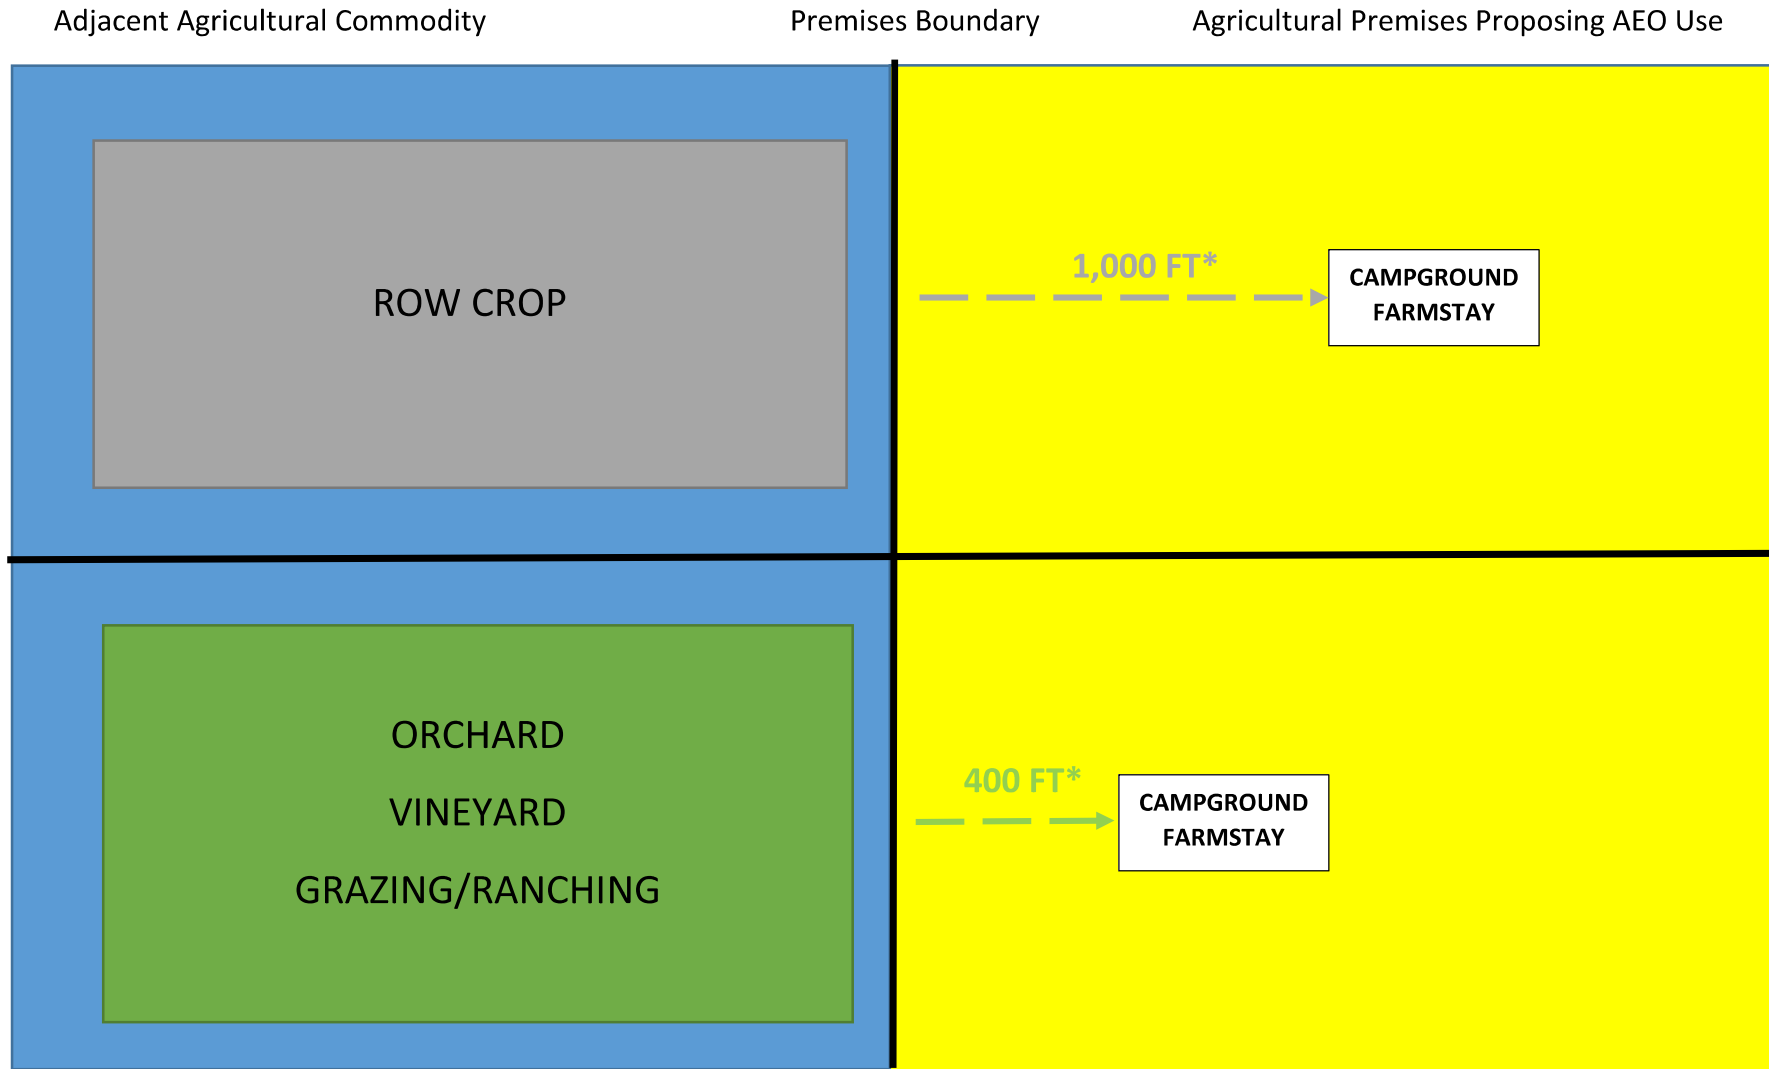 Adjacent Agricultural Commodity
Premises Boundary
Agricultural Premises Proposing AEO Use
ROW CROP
1,000 FT*
CAMPGROUND
FARMSTAY
ORCHARD
VINEYARD
GRAZING/RANCHING
400 FT*
CAMPGROUND
FARMSTAY